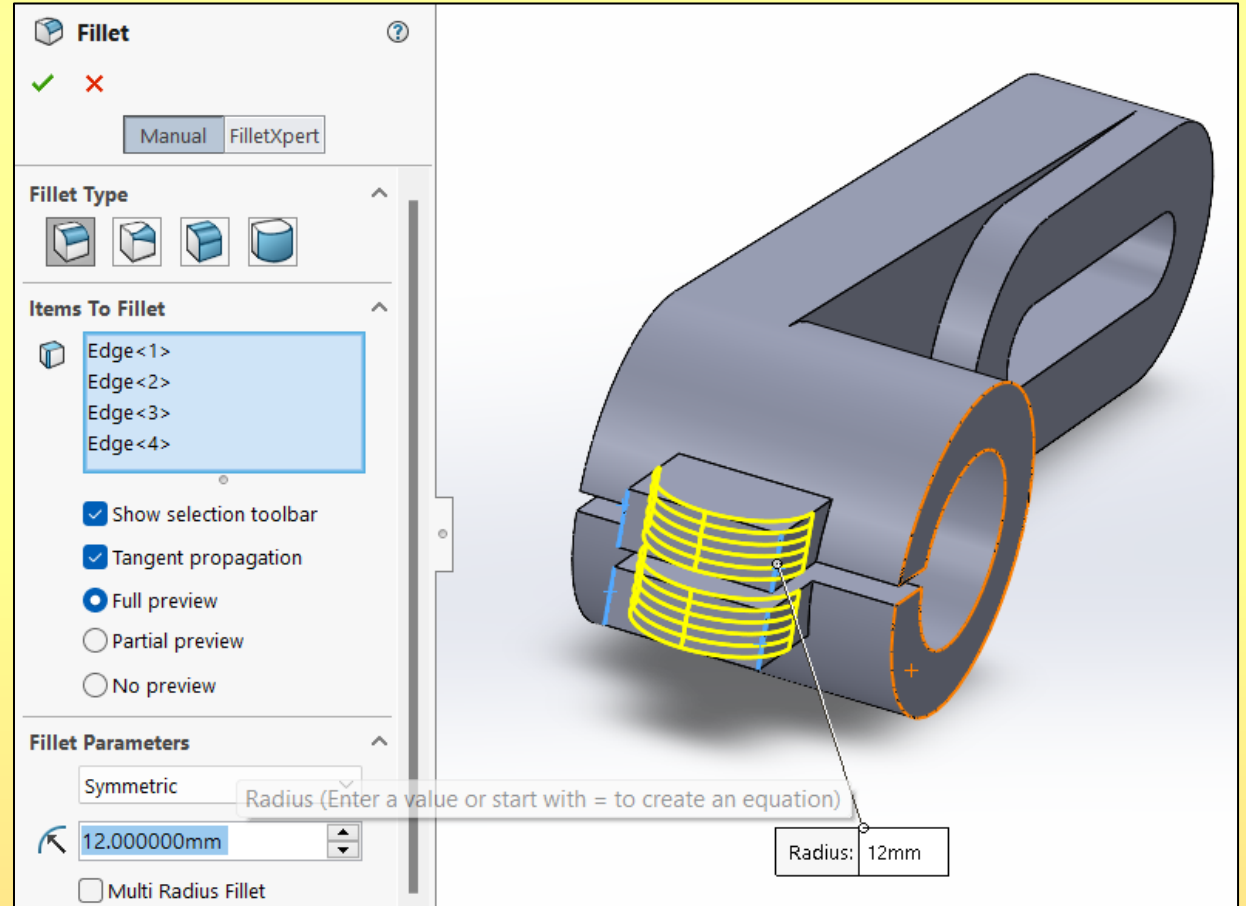 Fillet
Manual FilletXpert
Fillet Type
Items To Fillet
Edge<1>
Edge<2>
Edge<3>
Edge<4>
Show selection toolbar
Tangent propagation
Full preview
Partial preview
No preview
Fillet Parameters
Symmetric
Radius (Enter a value or start with = to create an equation)
12.000000mm
Radius: 12mm
Multi Radius Fillet